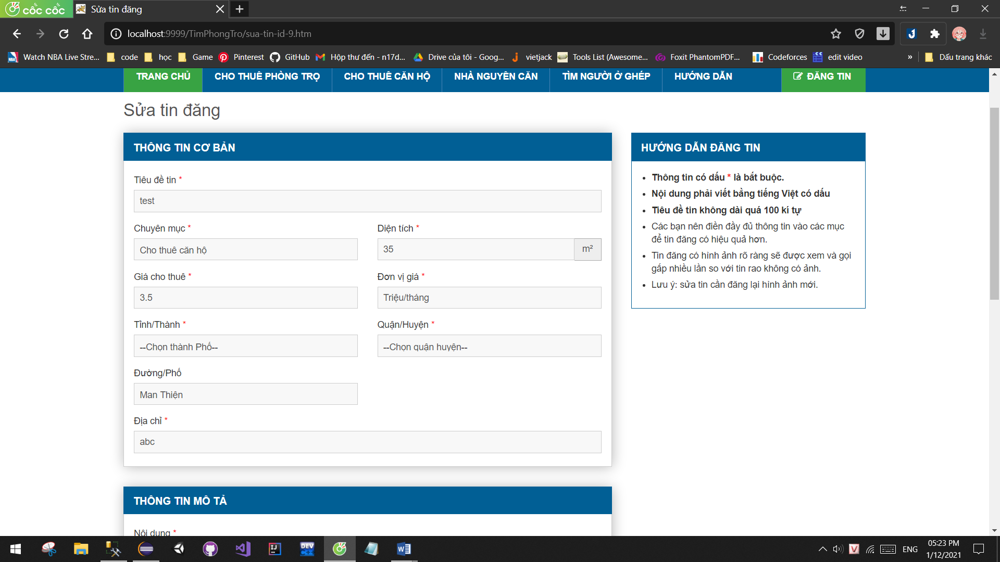 cốc cốc
Sửa tin đăng
localhost:9999/TimPhongTro/sua-tin-id-9.htm
Watch NBA Live Stre... code học Game Pinterest GitHub Hộp thư đến - n17d... Drive của tôi - Goog... vietjack Tools List (Awesome... Foxit PhantomPDF... Codeforces edit video » Dấu trang khác
TRANG CHỦ CHO THUÊ PHÒNG TRỌ CHO THUÊ CĂN HỘ NHÀ NGUYÊN CĂN TÌM NGƯỜI Ở GHÉP HƯỚNG DẪN ĐĂNG TIN
Sửa tin đăng
THÔNG TIN CƠ BẢN
Tiêu đề tin *
test
Chuyên mục *
Cho thuê căn hộ
Diện tích *
35 m²
Giá cho thuê *
3.5
Đơn vị giá *
Triệu/tháng
Tỉnh/Thành *
--Chọn thành Phố--
Quận/Huyện *
--Chọn quận huyện--
Đường/Phố
Man Thiện
Địa chỉ *
abc
THÔNG TIN MÔ TẢ
Nội dung *
HƯỚNG DẪN ĐĂNG TIN
Thông tin có dấu * là bắt buộc.
Nội dung phải viết bằng tiếng Việt có dấu
Tiêu đề tin không dài quá 100 kí tự
Các bạn nên điền đầy đủ thông tin vào các mục
để tin đăng có hiệu quả hơn.
Tin đăng có hình ảnh rõ ràng sẽ được xem và gọi
gấp nhiều lần so với tin rao không có ảnh.
Lưu ý: sửa tin cần đăng lại hình ảnh mới.
IJ
DEV
C++
ENG
05:23 PM
1/12/2021